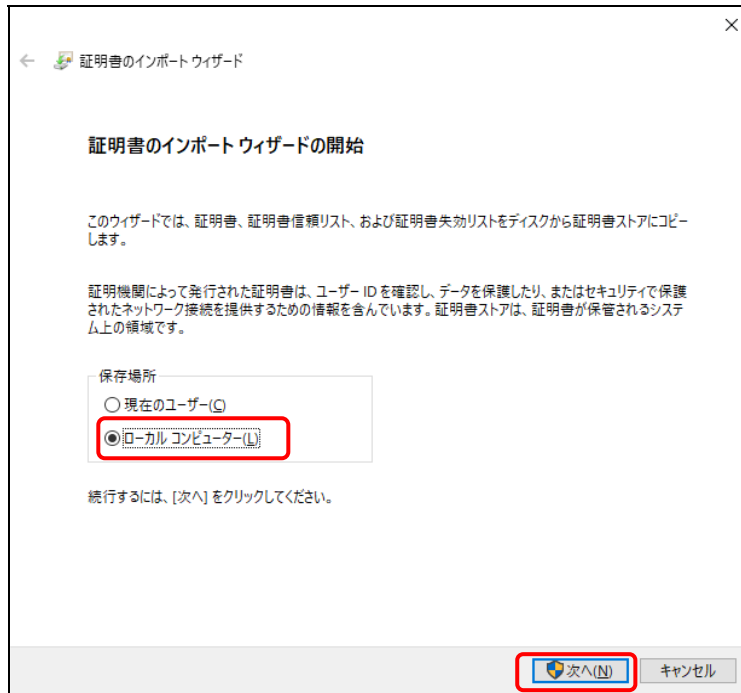 証明書のインポート ウィザード
証明書のインポート ウィザードの開始
このウィザードでは、証明書、証明書信頼リスト、および証明書失効リストをディスクから証明書ストアにコピー
します。
証明機関によって発行された証明書は、ユーザー ID を確認し、データを保護したり、またはセキュリティで保護
されたネットワーク接続を提供するための情報を含んでいます。証明書ストアは、証明書が保管されるシステ
ム上の領域です。
保存場所
現在のユーザー(C)
ローカル コンピューター(L)
続行するには、[次へ] をクリックしてください。
次へ(N)
キャンセル